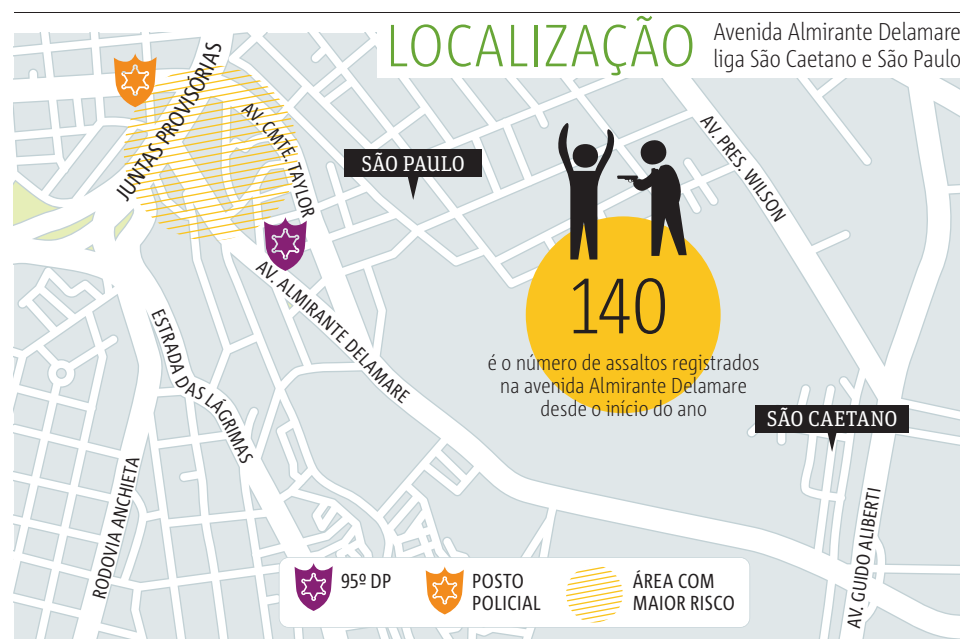 LOCALIZAÇÃO
Avenida Almirante Delamare
liga São Caetano e São Paulo
JUNTAS PROVISÓRIAS
AV. CMTE. TAYLOR
SÃO PAULO
AV. PRES. WILSON
AV. ALMIRANTE DELAMARE
ESTRADA DAS LÁGRIMAS
140
é o número de assaltos registrados
na avenida Almirante Delamare
desde o início do ano
SÃO CAETANO
RODOVIA ANCHIETA
AV. GUIDO ALIBERTI
95º DP
POSTO
POLICIAL
ÁREA COM
MAIOR RISCO